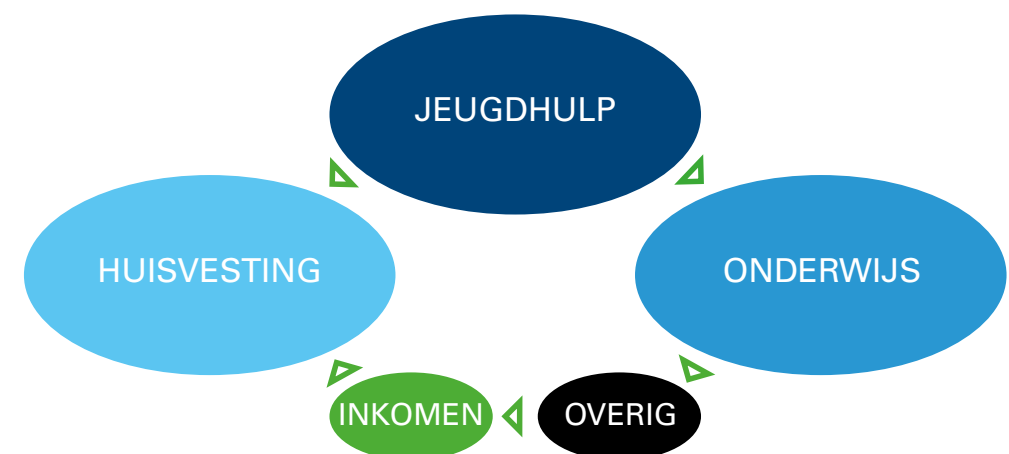 JEUGDHULP
HUISVESTING
ONDERWIJS
INKOMEN
OVERIG